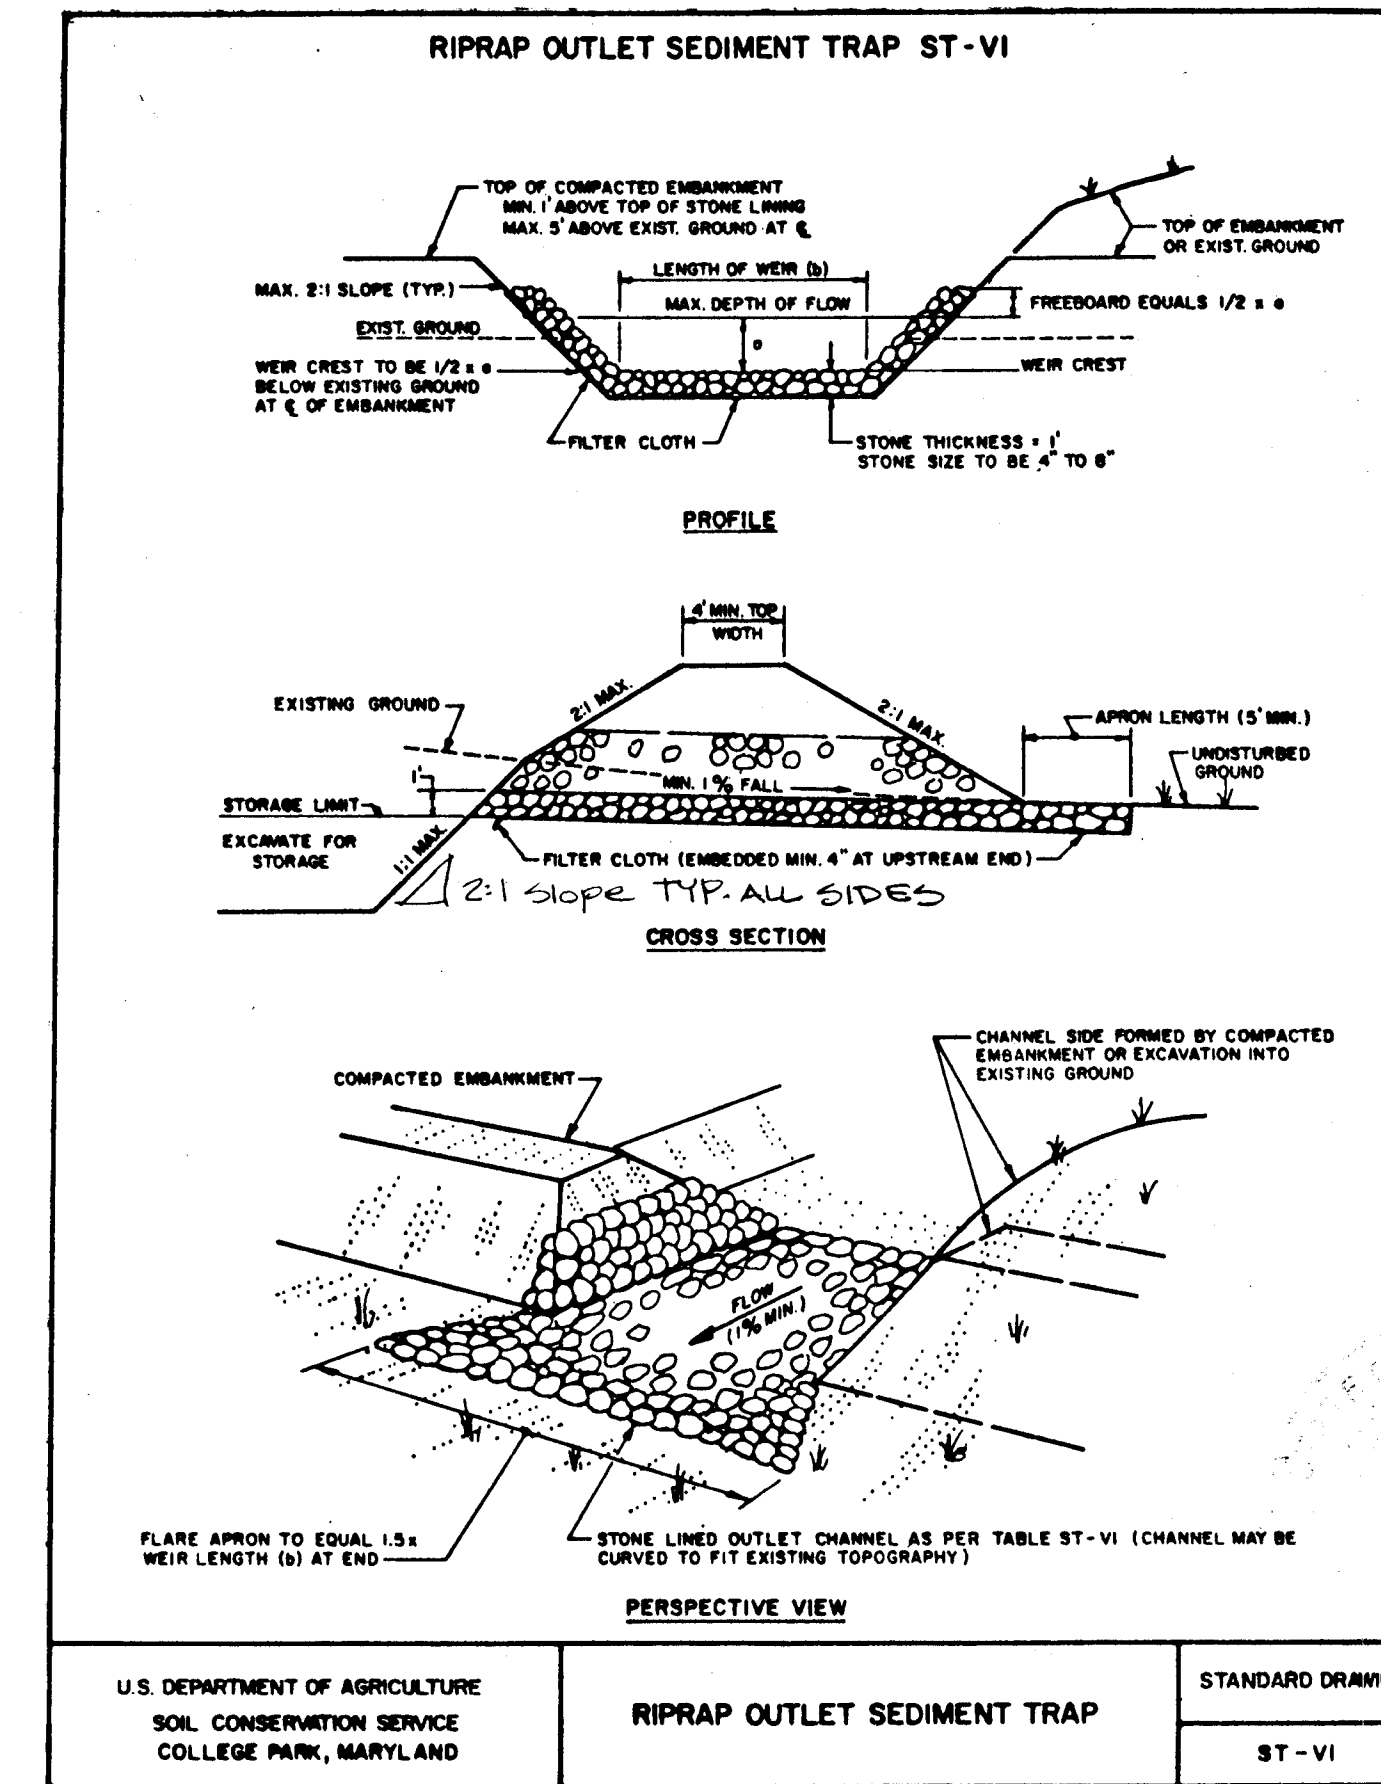 RIPRAP OUTLET SEDIMENT TRAP ST-VI
TOP OF COMPACTED EMBANKMENT
MIN. 1' ABOVE TOP OF STONE LINING
MAX. 5' ABOVE EXIST. GROUND AT ℄
TOP OF EMBANKMENT
OR EXIST. GROUND
LENGTH OF WEIR (b)
MAX. 2:1 SLOPE (TYP.)
MAX. DEPTH OF FLOW
FREEBOARD EQUALS 1/2 x a
EXIST. GROUND
a
WEIR CREST TO BE 1/2 x a
BELOW EXISTING GROUND
AT ℄ OF EMBANKMENT
WEIR CREST
FILTER CLOTH
STONE THICKNESS = 1'
STONE SIZE TO BE 4" TO 8"
PROFILE
4' MIN. TOP
WIDTH
EXISTING GROUND
2:1 MAX.
2:1 MAX.
APRON LENGTH (5' MIN.)
UNDISTURBED
GROUND
1'
MIN. 1% FALL
STORAGE LIMIT
EXCAVATE FOR
STORAGE
1:1 MAX.
FILTER CLOTH (EMBEDDED MIN. 4" AT UPSTREAM END)
2:1 Slope TYP. ALL SIDES
CROSS SECTION
CHANNEL SIDE FORMED BY COMPACTED
EMBANKMENT OR EXCAVATION INTO
EXISTING GROUND
COMPACTED EMBANKMENT
FLOW
(1% MIN.)
FLARE APRON TO EQUAL 1.5x
WEIR LENGTH (b) AT END
STONE LINED OUTLET CHANNEL AS PER TABLE ST-VI (CHANNEL MAY BE
CURVED TO FIT EXISTING TOPOGRAPHY)
PERSPECTIVE VIEW
U.S. DEPARTMENT OF AGRICULTURE
SOIL CONSERVATION SERVICE
COLLEGE PARK, MARYLAND
RIPRAP OUTLET SEDIMENT TRAP
STANDARD
ST-VI